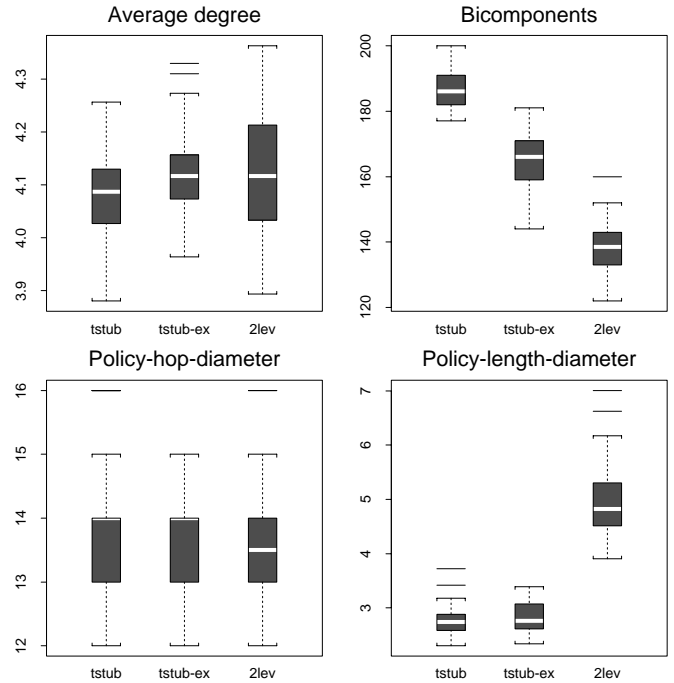 Average degree
4.3
4.2
4.1
4.0
3.9
tstub tstub-ex 2lev
Bicomponents
200
180
160
140
120
tstub tstub-ex 2lev
Policy-hop-diameter
16
15
14
13
12
tstub tstub-ex 2lev
Policy-length-diameter
7
6
5
4
3
tstub tstub-ex 2lev